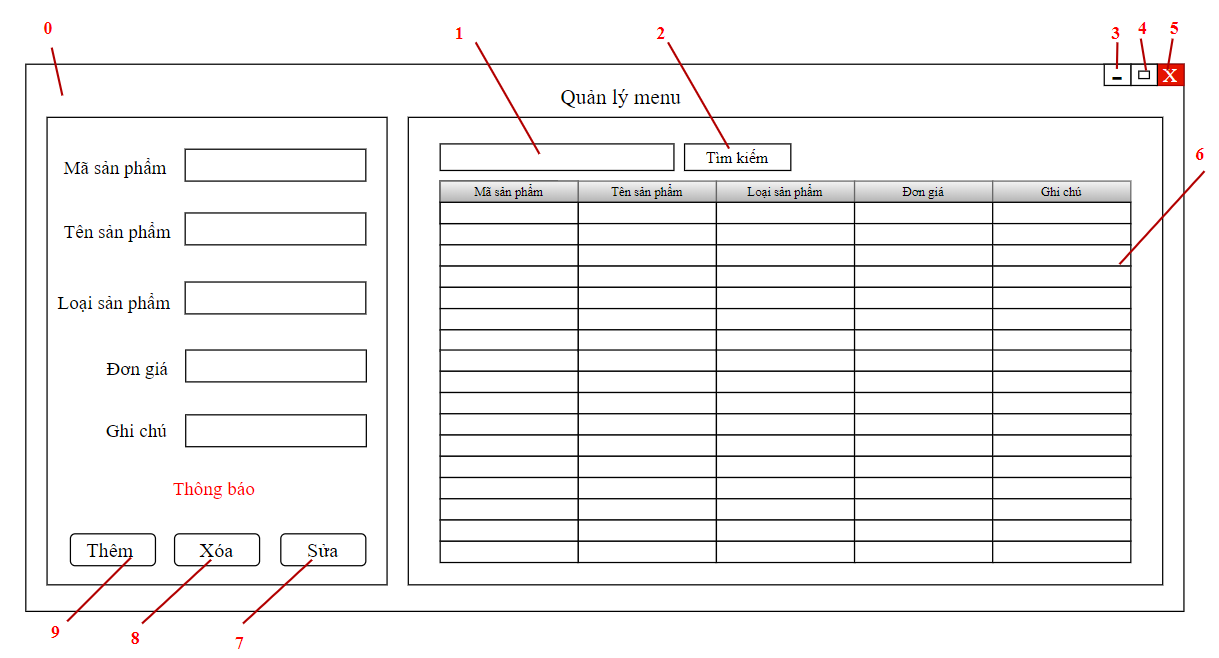 0
1
2
3
4
5
X
Quản lý menu
Mã sản phẩm
Tên sản phẩm
Loại sản phẩm
Đơn giá
Ghi chú
Thông báo
Thêm
Xóa
Sửa
Tìm kiếm
6
Mã sản phẩm
Tên sản phẩm
Loại sản phẩm
Đơn giá
Ghi chú
9
8
7